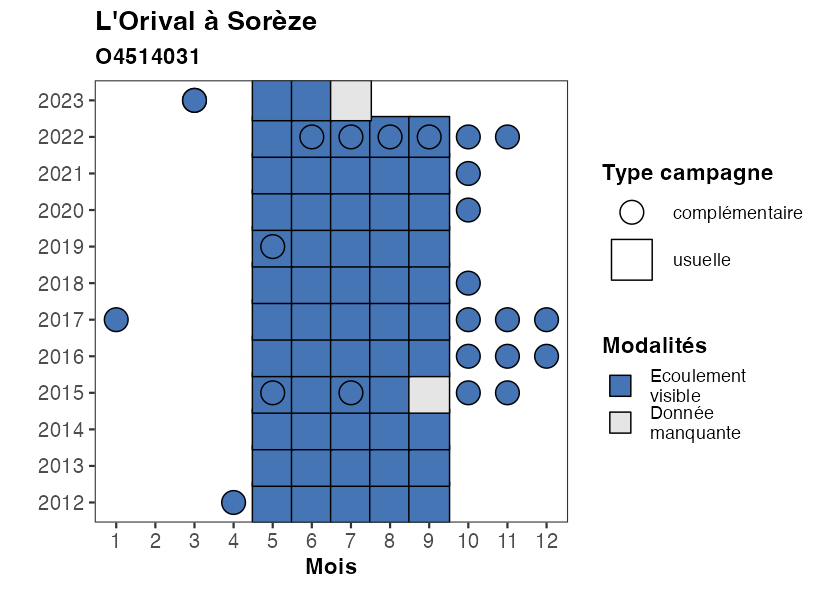 L'Orival à Sorèze
O4514031
2023
2022
2021
2020
2019
2018
2017
2016
2015
2014
2013
2012
1 2 3 4 5 6 7 8 9 10 11 12
Mois
Type campagne
complémentaire
usuelle
Modalités
Ecoulement
visible
Donnée
manquante